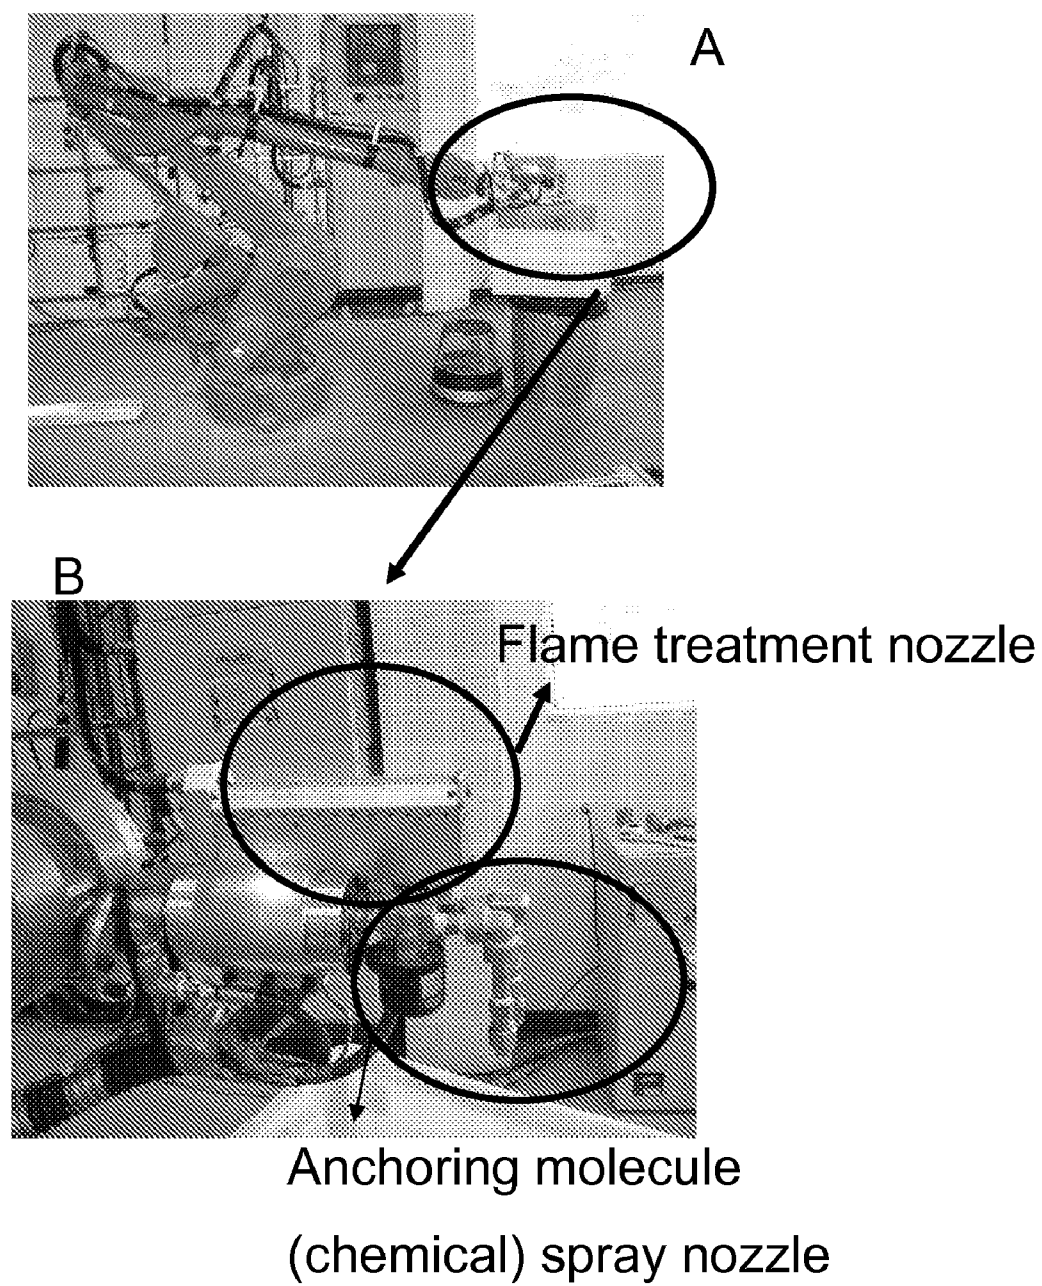 A
B
Flame treatment nozzle
Anchoring molecule
(chemical) spray nozzle